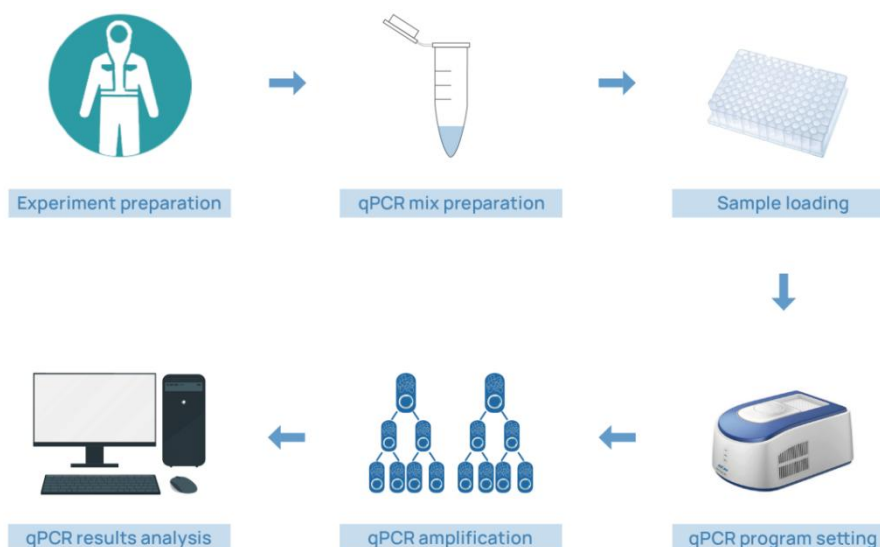 Experiment preparation
qPCR mix preparation
Sample loading
qPCR results analysis
qPCR amplification
qPCR program setting